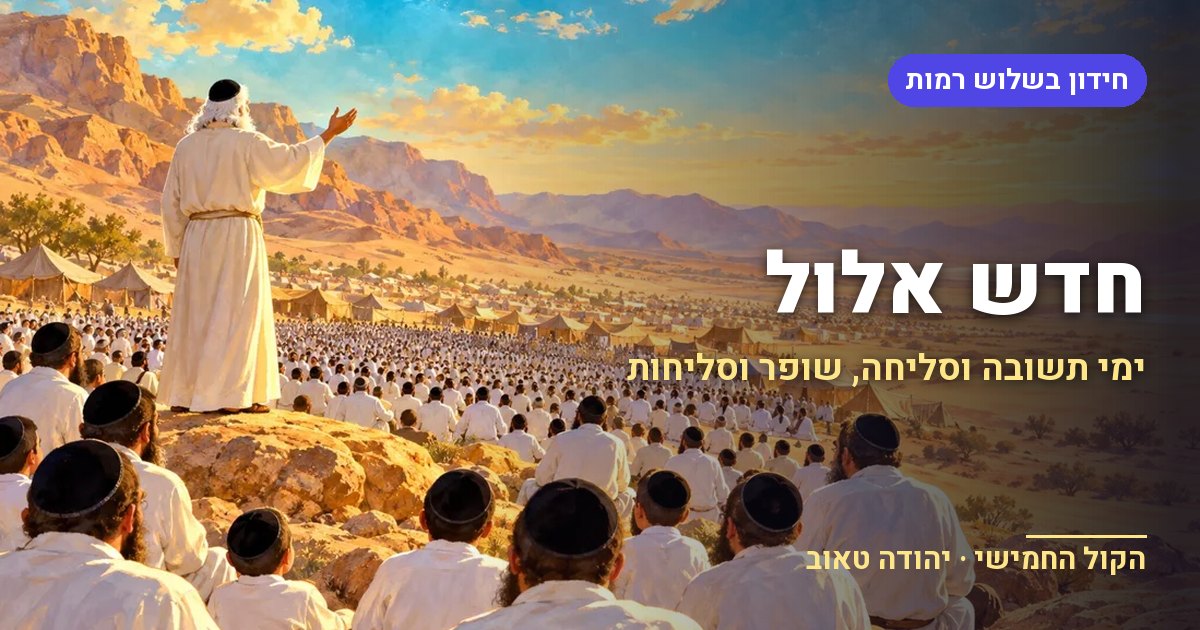 חידון בשלוש רמות
חדש אלול
ימי תשובה וסליחה, שופר וסליחות
הקול החמישי · יהודה טאוב